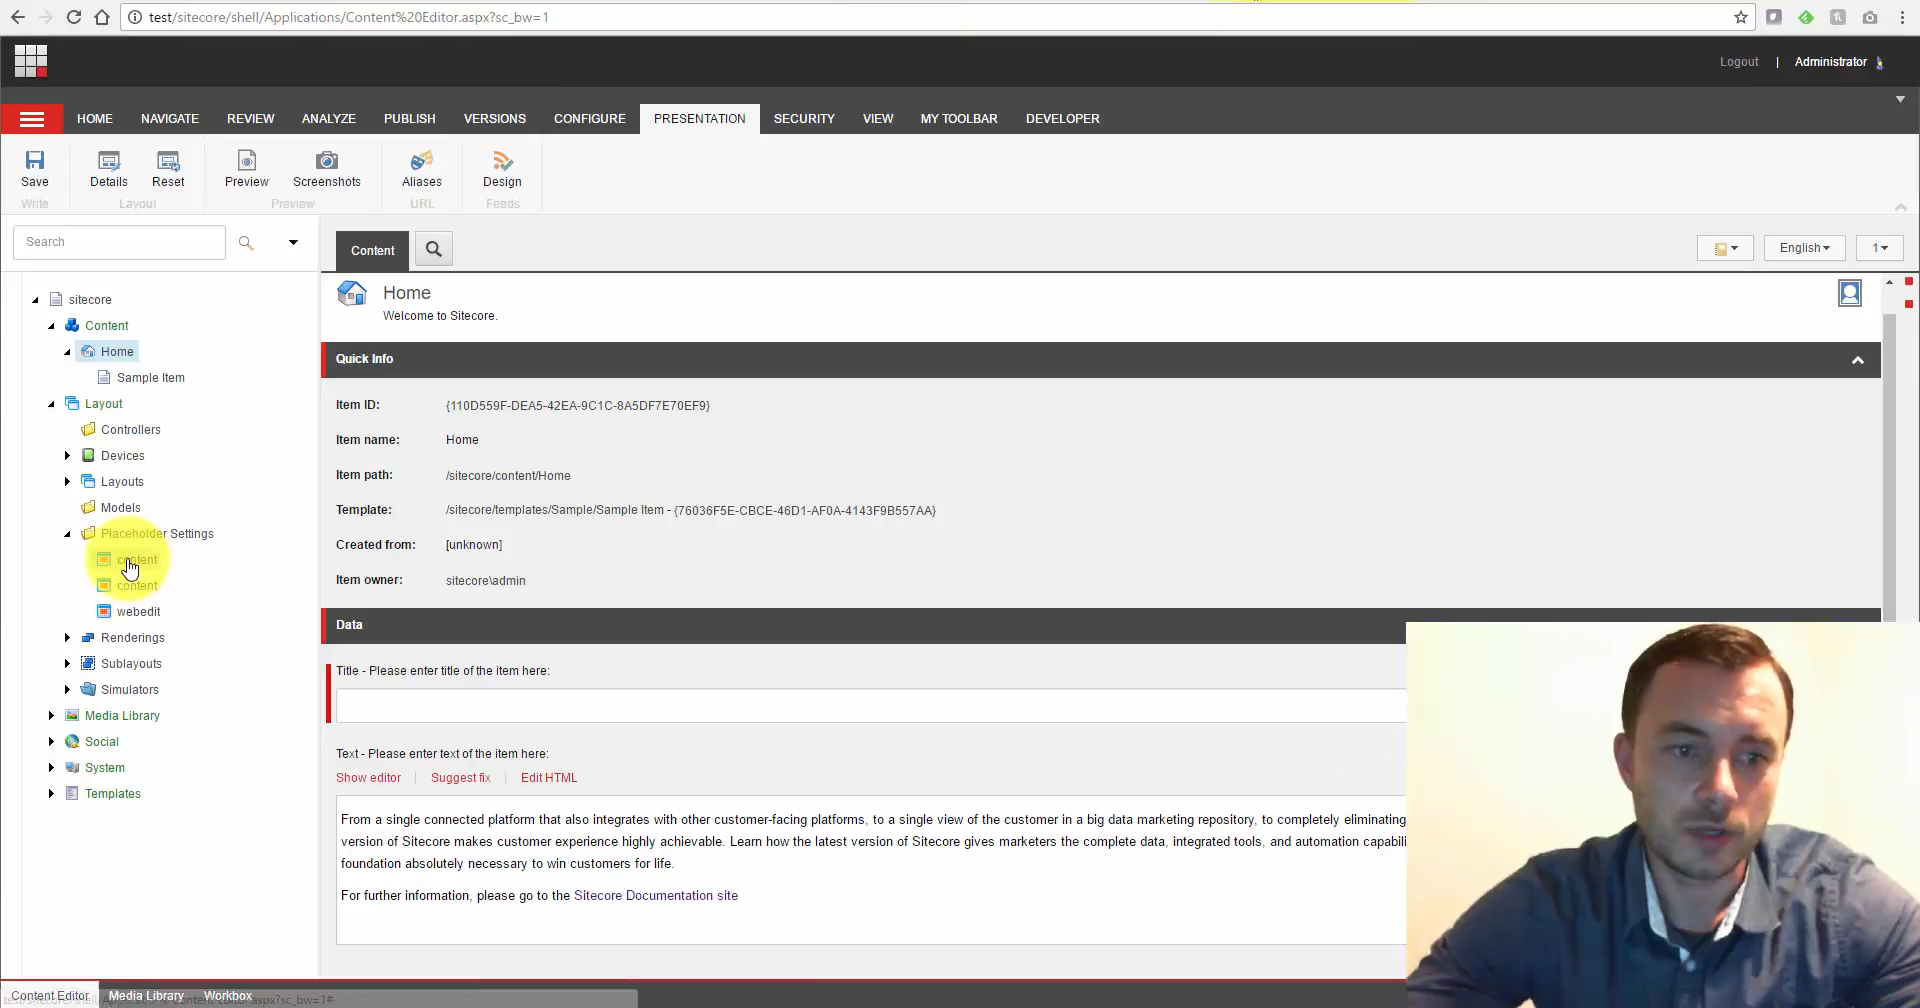 test/sitecore/shell/Applications/Content%20Editor.aspx?sc_bw=1
Logout | Administrator
HOME NAVIGATE REVIEW ANALYZE PUBLISH VERSIONS CONFIGURE PRESENTATION SECURITY VIEW MY TOOLBAR DEVELOPER
Save Details Reset Preview Screenshots Aliases Design
Write Layout Preview URL Feeds
Search
Content
English
1
sitecore
Content
Home
Sample Item
Layout
Controllers
Devices
Layouts
Models
Placeholder Settings
content
content
webedit
Renderings
Sublayouts
Simulators
Media Library
Social
System
Templates
Home
Welcome to Sitecore.
Quick Info
Item ID: {110D559F-DEA5-42EA-9C1C-8A5DF7E70EF9}
Item name: Home
Item path: /sitecore/content/Home
Template: /sitecore/templates/Sample/Sample Item - {76036F5E-CBCE-46D1-AF0A-4143F9B557AA}
Created from: [unknown]
Item owner: sitecore\admin
Data
Title - Please enter title of the item here:
Text - Please enter text of the item here:
Show editor | Suggest fix | Edit HTML
From a single connected platform that also integrates with other customer-facing platforms, to a single view of the customer in a big data marketing repository, to completely eliminating
version of Sitecore makes customer experience highly achievable. Learn how the latest version of Sitecore gives marketers the complete data, integrated tools, and automation capabili
foundation absolutely necessary to win customers for life.
For further information, please go to the Sitecore Documentation site
Content Editor Media Library Workbox